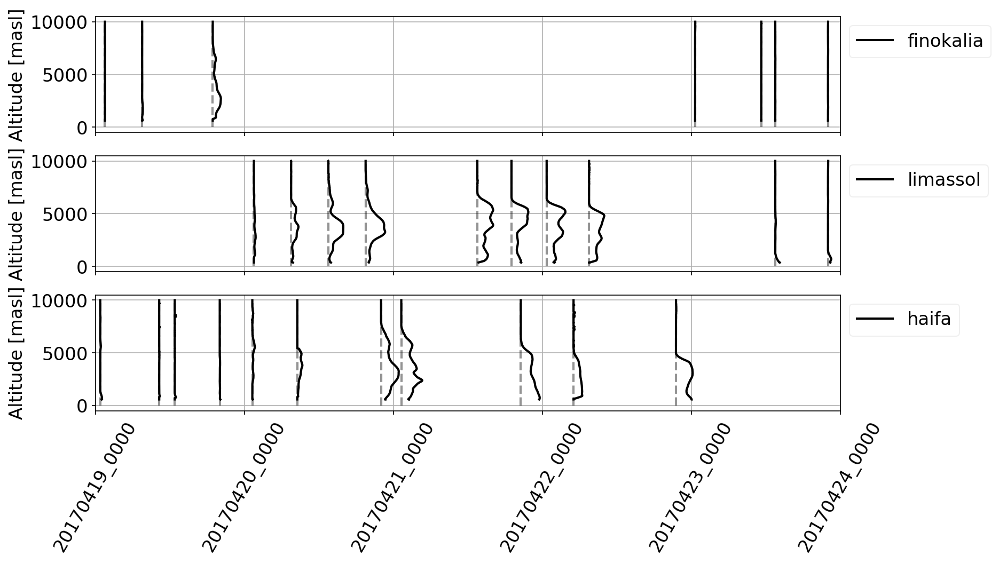 Altitude [masl]
10000
5000
0
finokalia
Altitude [masl]
10000
5000
0
limassol
Altitude [masl]
10000
5000
0
haifa
20170419_0000
20170420_0000
20170421_0000
20170422_0000
20170423_0000
20170424_0000